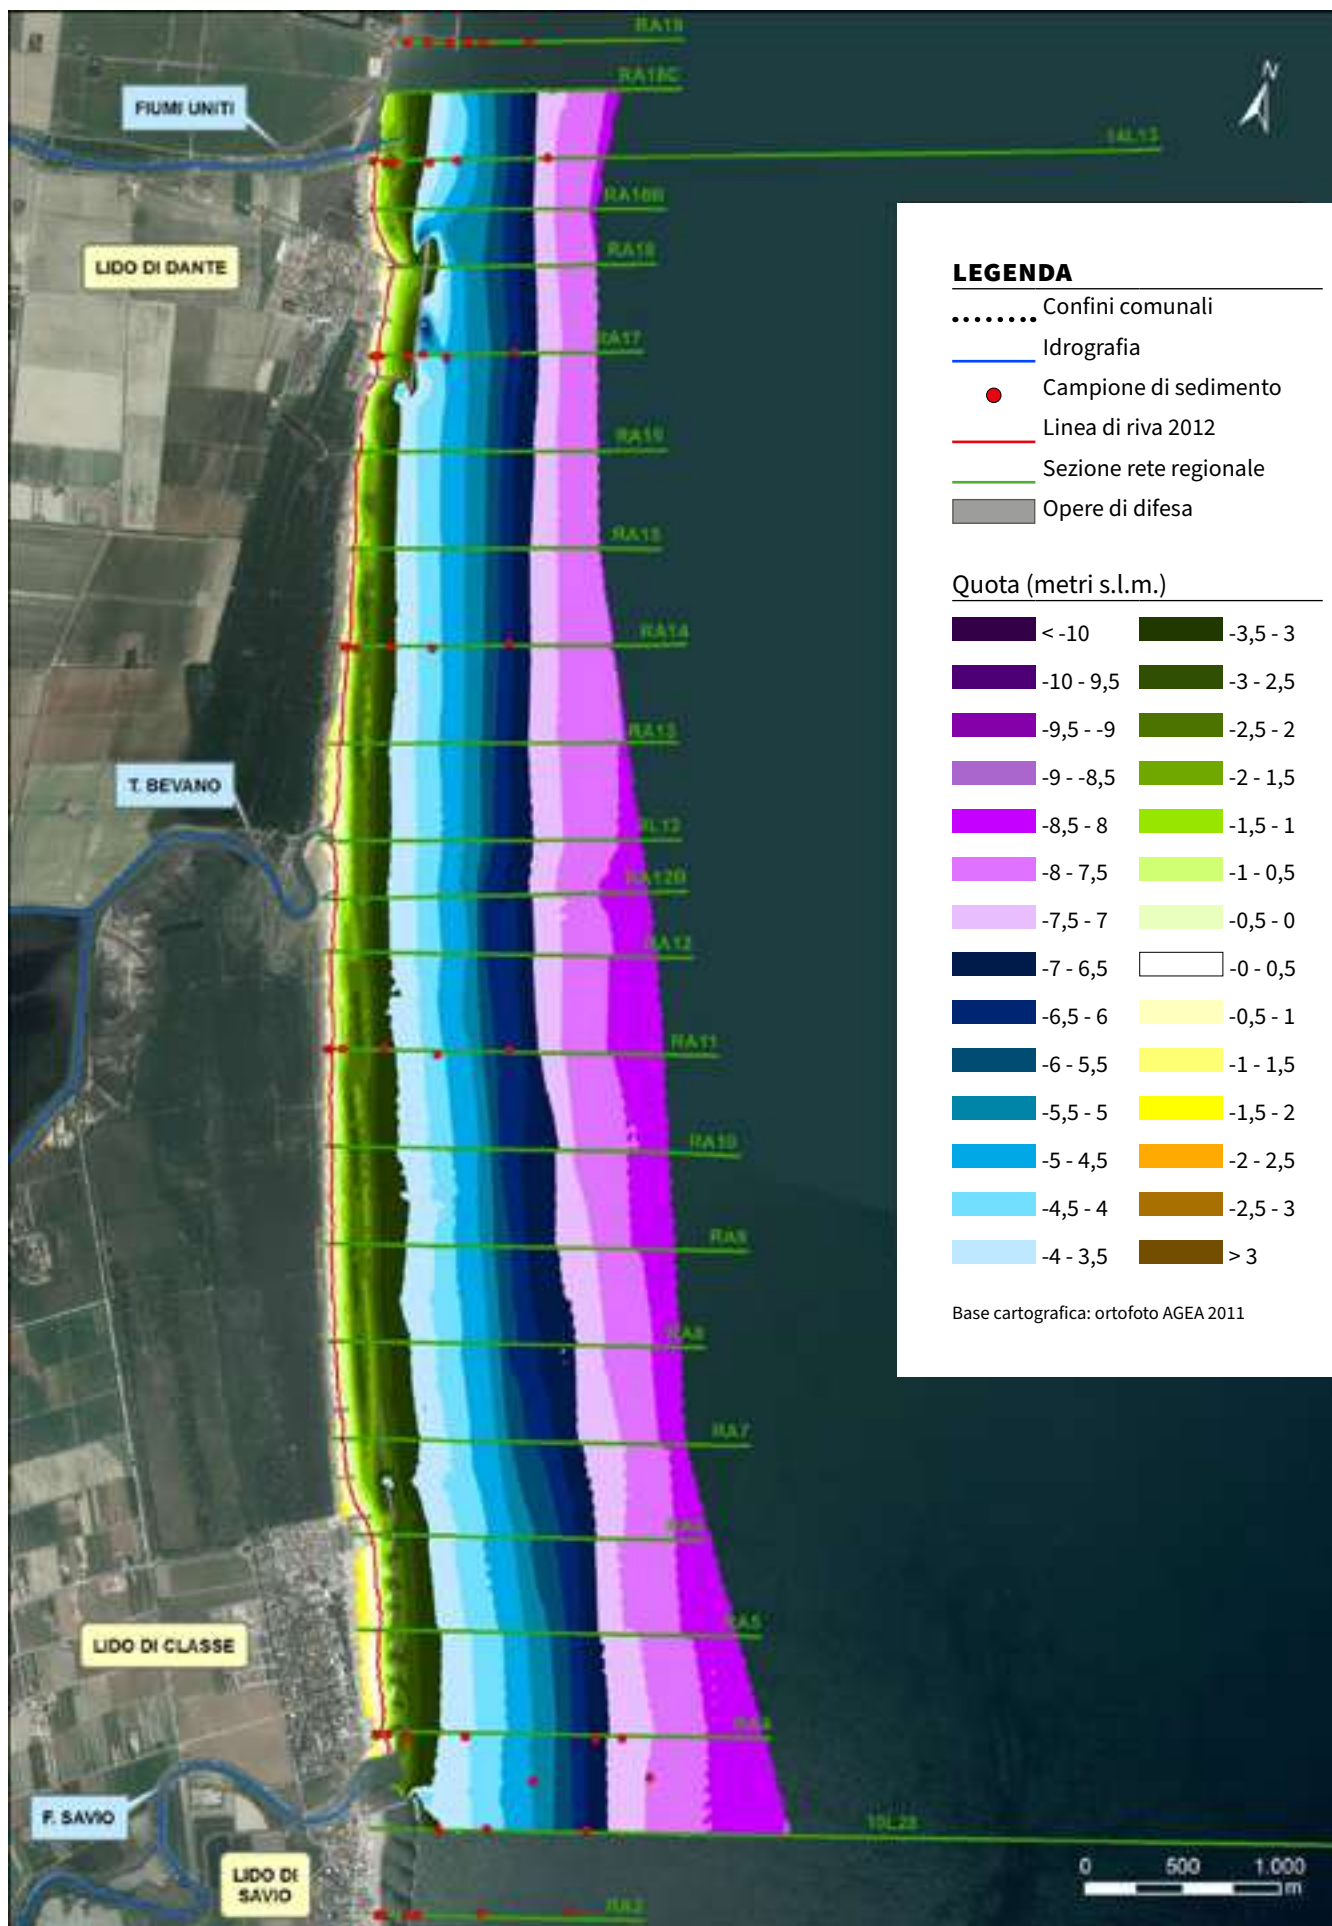 RA19
RA18C
N
FIUMI UNITI
14L13
RA18B
LIDO DI DANTE
RA18
RA17
RA16
RA15
RA14
RA13
T. BEVANO
RA12B
RA12
RA11
RA10
RA9
RA8
RA7
RA5
LIDO DI CLASSE
RA4
F. SAVIO
10L28
LIDO DI
SAVIO
RA2
0 500 1.000
m
LEGENDA
Confini comunali
Idrografia
Campione di sedimento
Linea di riva 2012
Sezione rete regionale
Opere di difesa
Quota (metri s.l.m.)
< -10
-10 - 9,5
-9,5 - -9
-9 - -8,5
-8,5 - 8
-8 - 7,5
-7,5 - 7
-7 - 6,5
-6,5 - 6
-6 - 5,5
-5,5 - 5
-5 - 4,5
-4,5 - 4
-4 - 3,5
-3,5 - 3
-3 - 2,5
-2,5 - 2
-2 - 1,5
-1,5 - 1
-1 - 0,5
-0,5 - 0
-0 - 0,5
-0,5 - 1
-1 - 1,5
-1,5 - 2
-2 - 2,5
-2,5 - 3
> 3
Base cartografica: ortofoto AGEA 2011